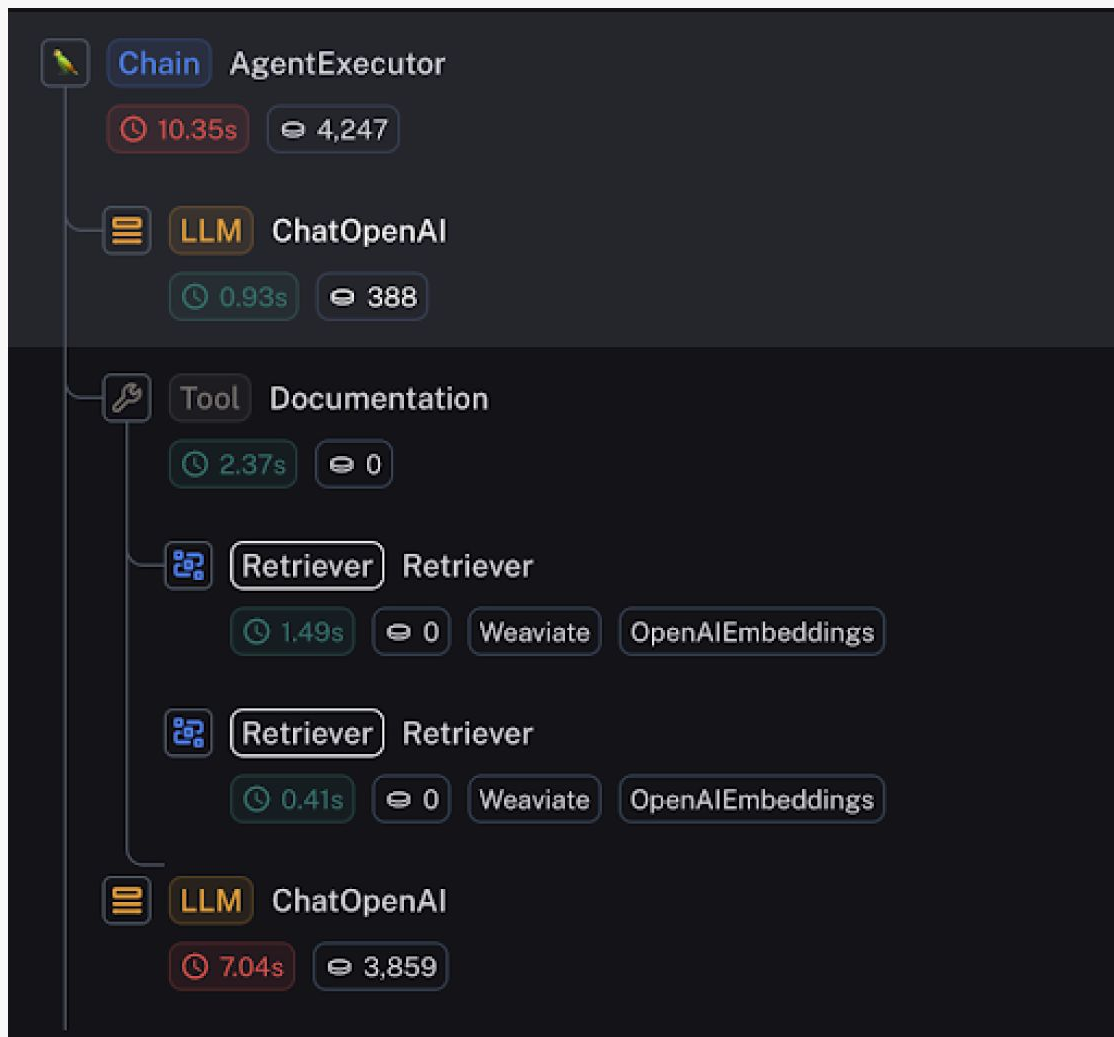 Chain AgentExecutor
10.35s 4,247
LLM ChatOpenAI
0.93s 388
Tool Documentation
2.37s 0
Retriever Retriever
1.49s 0 Weaviate OpenAIEmbeddings
Retriever Retriever
0.41s 0 Weaviate OpenAIEmbeddings
LLM ChatOpenAI
7.04s 3,859